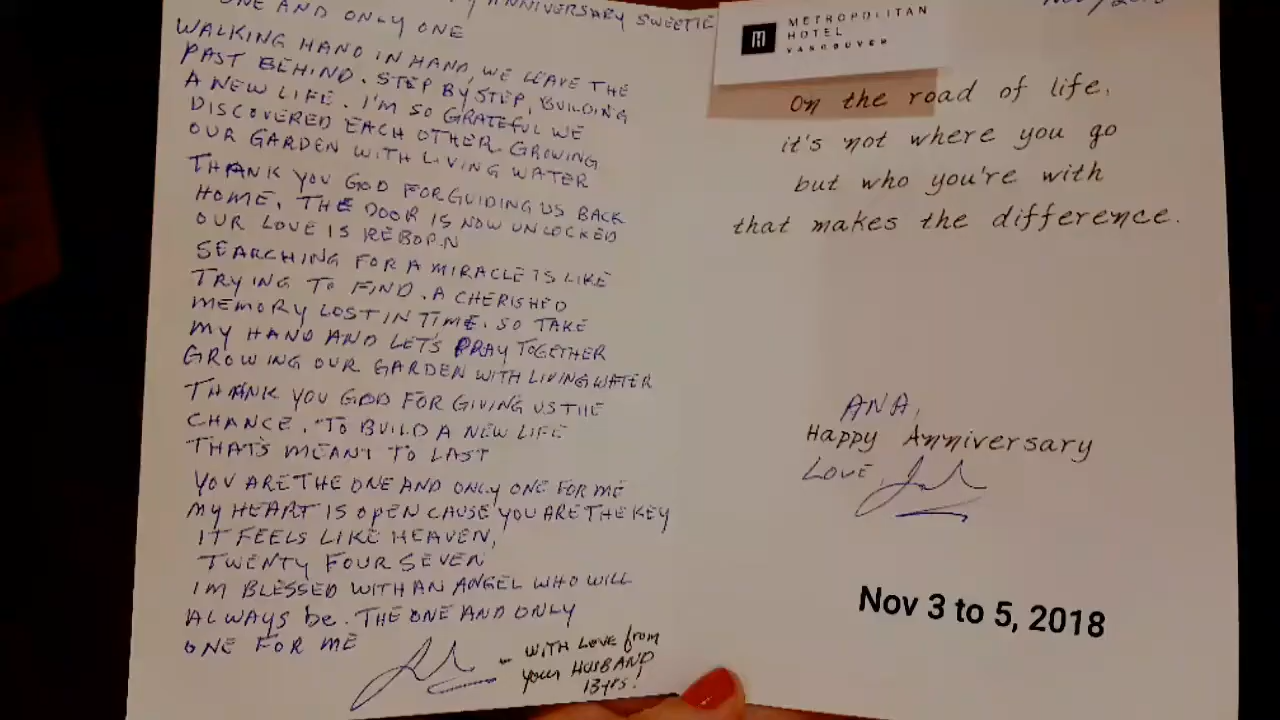 ANNIVERSARY SWEETIE
ONE AND ONLY ONE
WALKING HAND IN HAND, WE LEAVE THE
PAST BEHIND. STEP BY STEP, BUILDING
A NEW LIFE. I'M SO GRATEFUL WE
DISCOVERED EACH OTHER. GROWING
OUR GARDEN WITH LIVING WATER
THANK YOU GOD FOR GUIDING US BACK
HOME. THE DOOR IS NOW UNLOCKED
OUR LOVE IS REBORN
SEARCHING FOR A MIRACLE IS LIKE
TRYING TO FIND. A CHERISHED
MEMORY LOST IN TIME. SO TAKE
MY HAND AND LET'S PRAY TOGETHER
GROWING OUR GARDEN WITH LIVING WATER
THANK YOU GOD FOR GIVING US THE
CHANCE. TO BUILD A NEW LIFE
THAT'S MEANT TO LAST
YOU ARE THE ONE AND ONLY ONE FOR ME
MY HEART IS OPEN CAUSE YOU ARE THE KEY
IT FEELS LIKE HEAVEN,
TWENTY FOUR SEVEN
I'M BLESSED WITH AN ANGEL WHO WILL
ALWAYS be. THE ONE AND ONLY
ONE FOR ME
- WITH LOVE from
your HUSBAND
13yrs!
METROPOLITAN
HOTEL
VANCOUVER
On the road of life,
it's not where you go
but who you're with
that makes the difference.
ANA,
Happy Anniversary
LOVE,
Nov 3 to 5, 2018